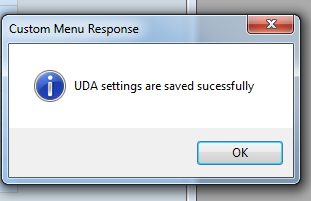 Custom Menu Response
UDA settings are saved sucessfully
OK